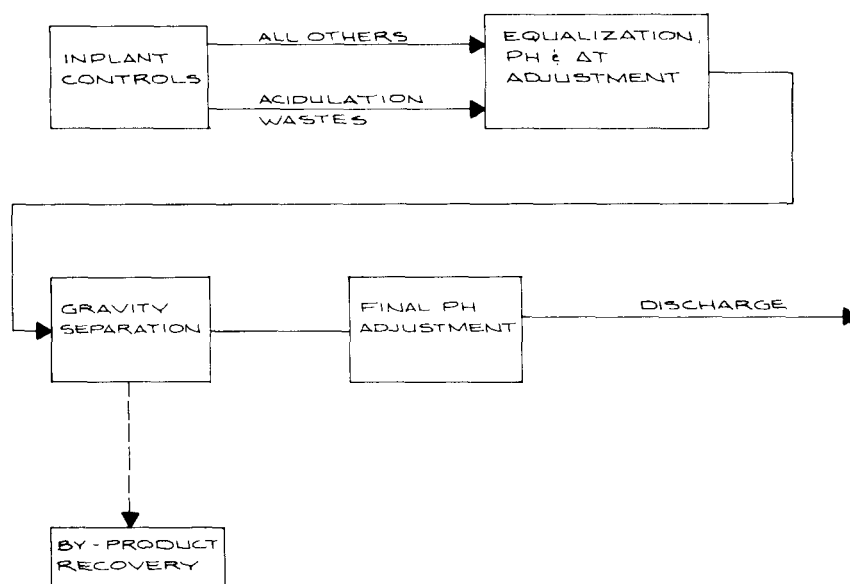 INPLANT
CONTROLS
ALL OTHERS
ACIDULATION
WASTES
EQUALIZATION,
PH & ΔT
ADJUSTMENT
GRAVITY
SEPARATION
FINAL PH
ADJUSTMENT
DISCHARGE
BY-PRODUCT
RECOVERY